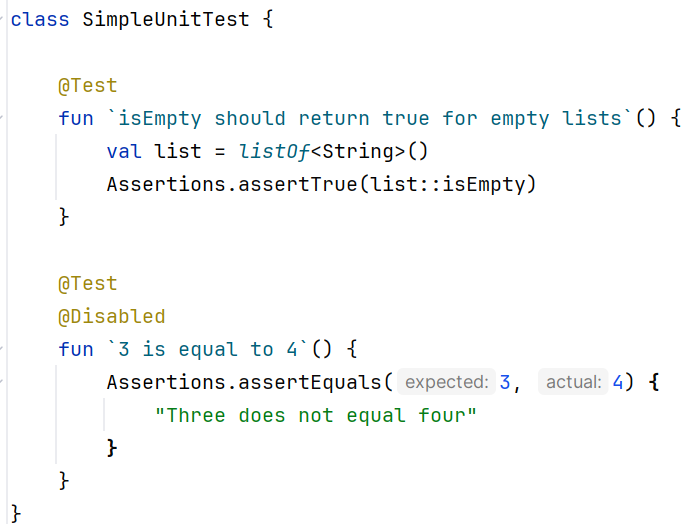 class SimpleUnitTest {
@Test
fun `isEmpty should return true for empty lists`() {
val list = listOf<String>()
Assertions.assertTrue(list::isEmpty)
}
@Test
@Disabled
fun `3 is equal to 4`() {
Assertions.assertEquals( expected: 3, actual: 4) {
"Three does not equal four"
}
}
}